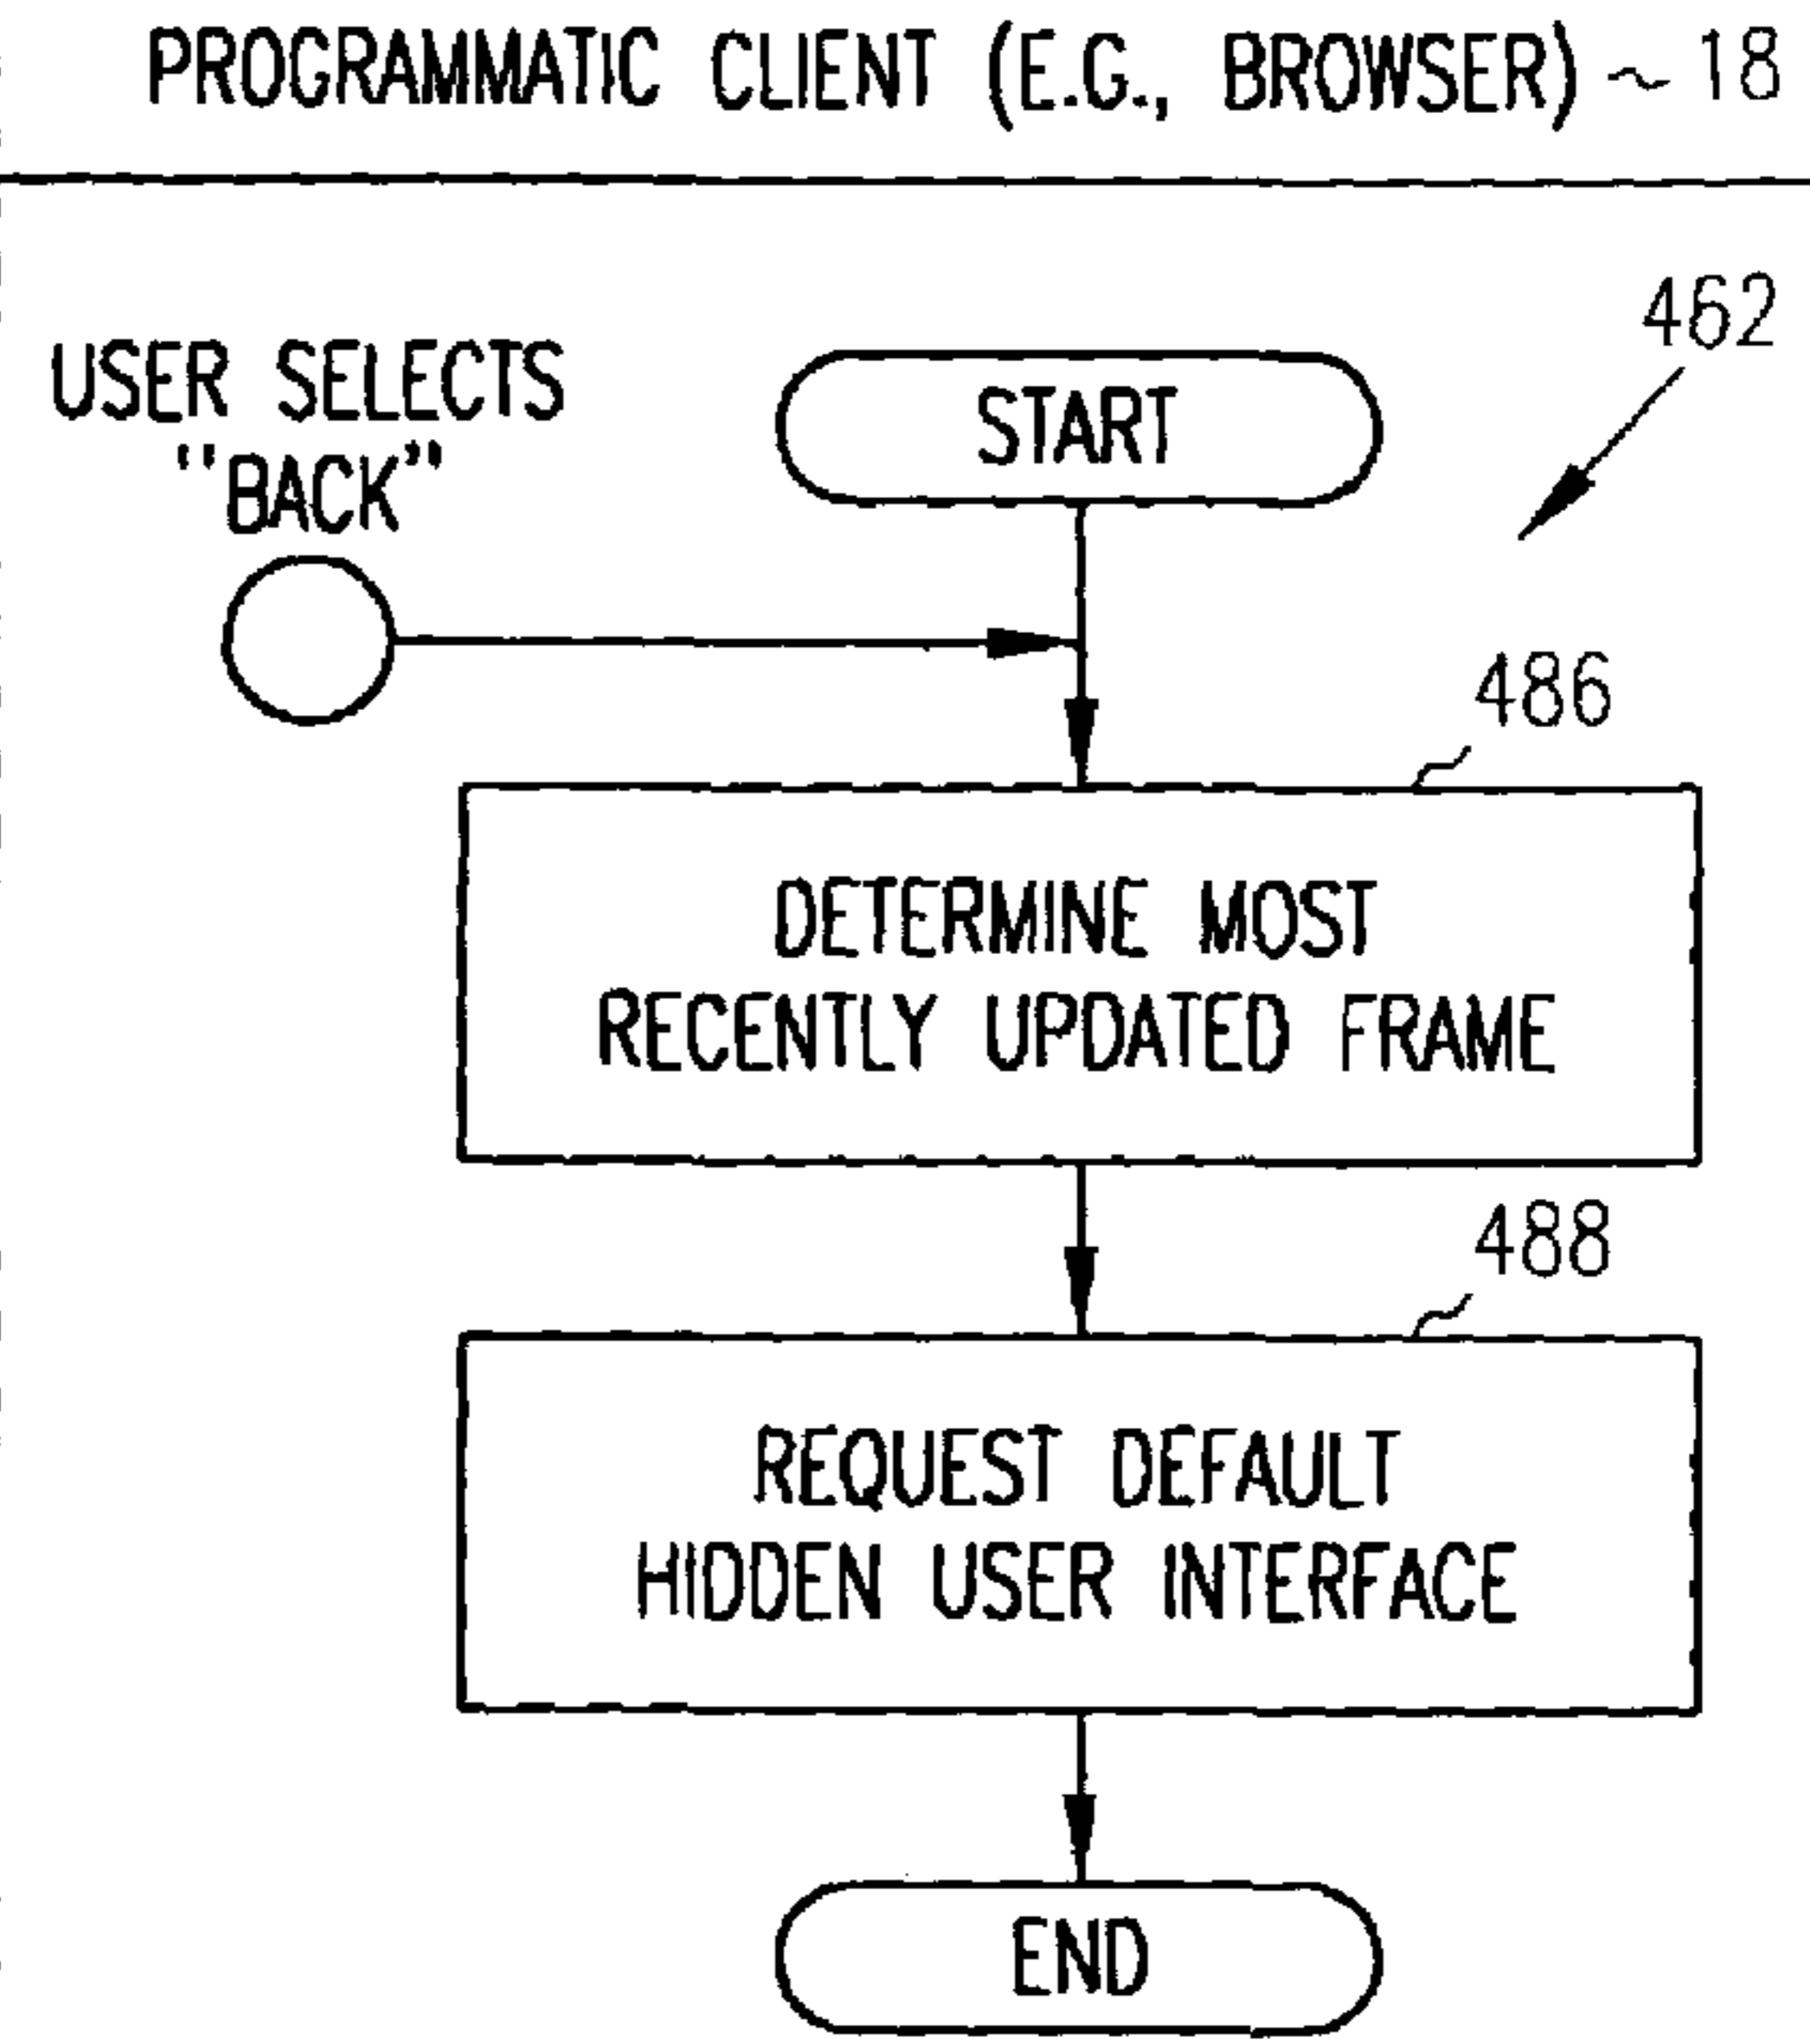 PROGRAMMATIC CLIENT (E.G., BROWSER) ~ 18
462
USER SELECTS
"BACK"
START
486
DETERMINE MOST
RECENTLY UPDATED FRAME
488
REQUEST DEFAULT
HIDDEN USER INTERFACE
END